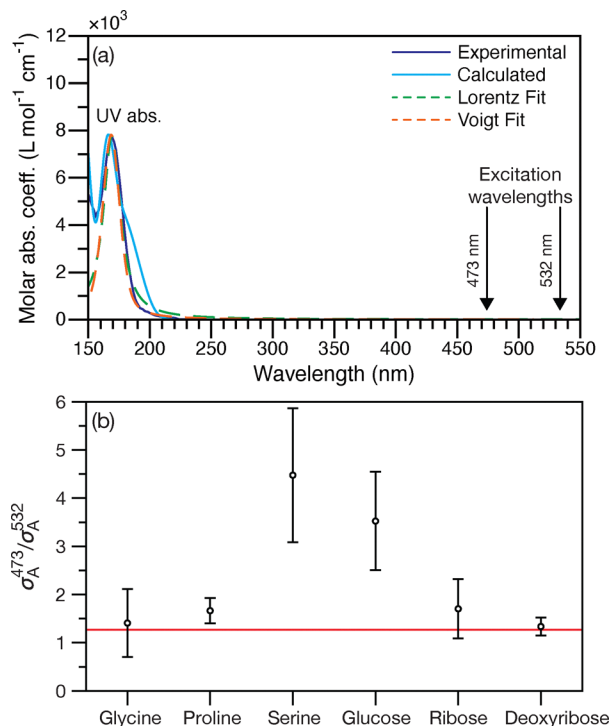 ×10³
12
10
8
6
4
2
0
(a)
UV abs.
Experimental
Calculated
Lorentz Fit
Voigt Fit
Excitation
wavelengths
473 nm
532 nm
Molar abs. coeff. (L mol⁻¹ cm⁻¹)
150 200 250 300 350 400 450 500 550
Wavelength (nm)
(b)
6
5
4
3
2
1
0
σ_A^473/σ_A^532
Glycine Proline Serine Glucose Ribose Deoxyribose